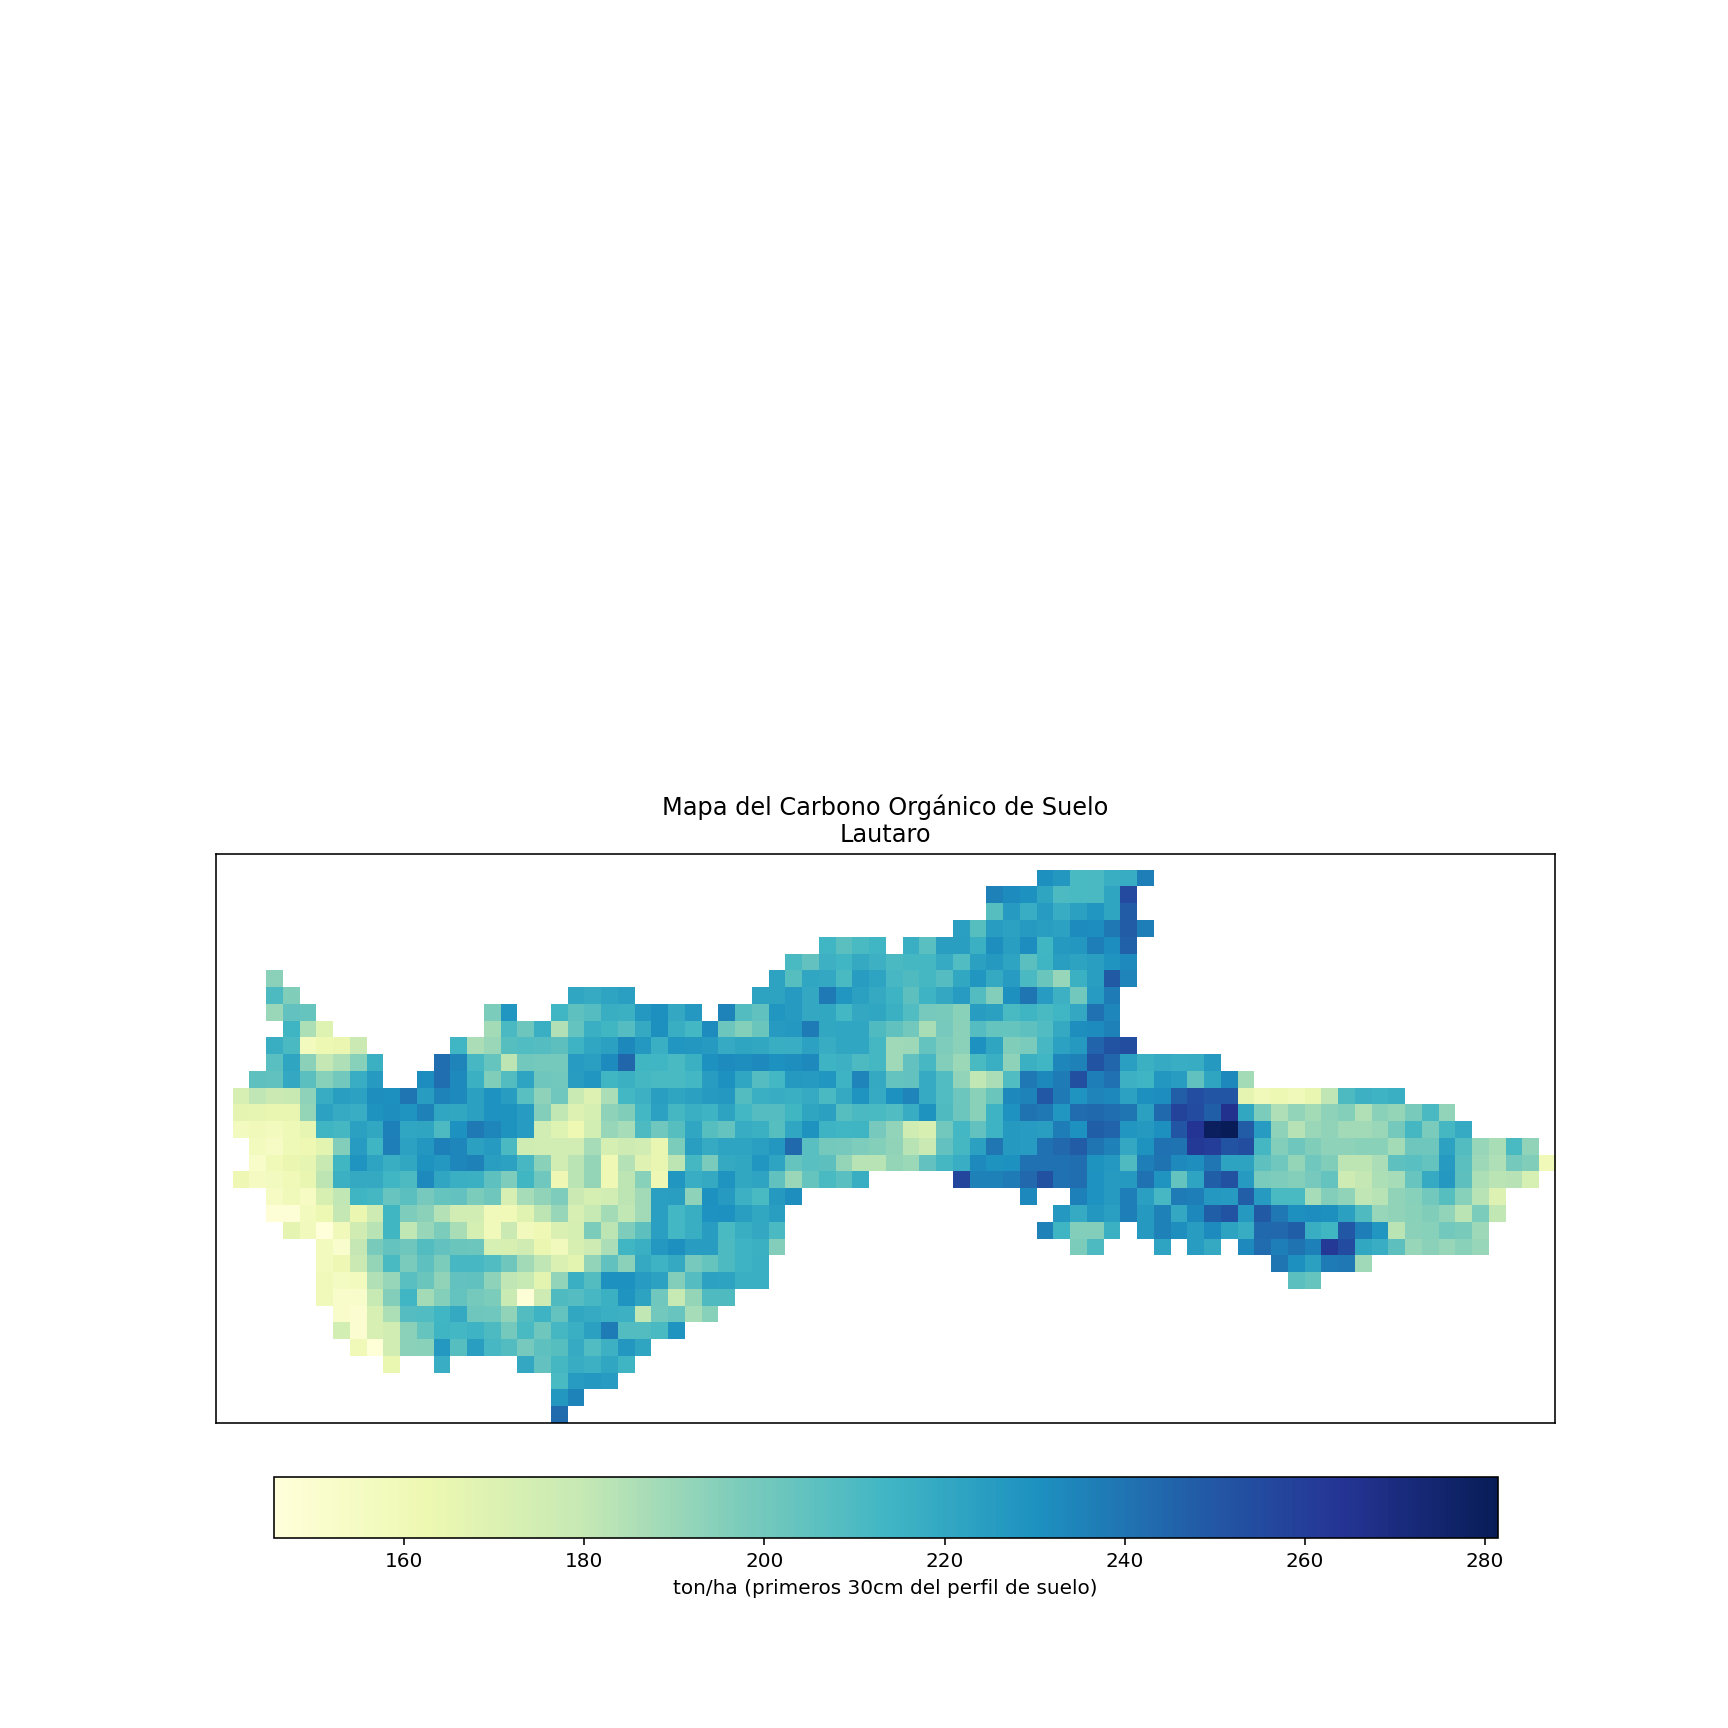 Mapa del Carbono Orgánico de Suelo
Lautaro
160 180 200 220 240 260 280
ton/ha (primeros 30cm del perfil de suelo)